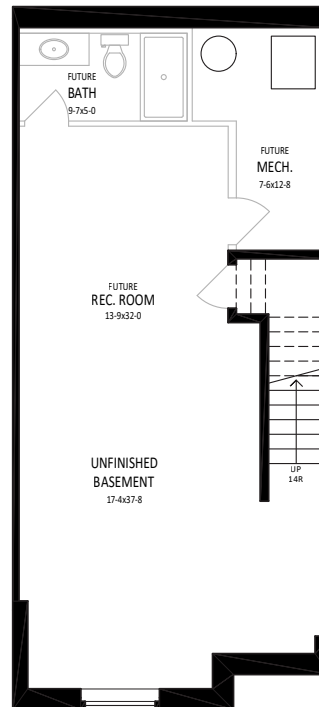 FUTURE
BATH
9-7x5-0
FUTURE
MECH.
7-6x12-8
FUTURE
REC. ROOM
13-9x32-0
UNFINISHED
BASEMENT
17-4x37-8
UP
14R